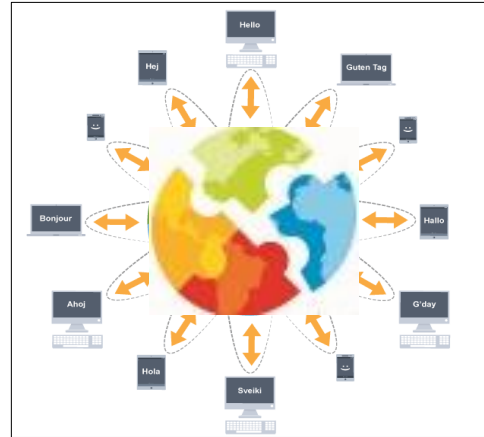 Hello
Hej
Guten Tag
Bonjour
Hallo
Ahoj
G'day
Hola
Sveiki